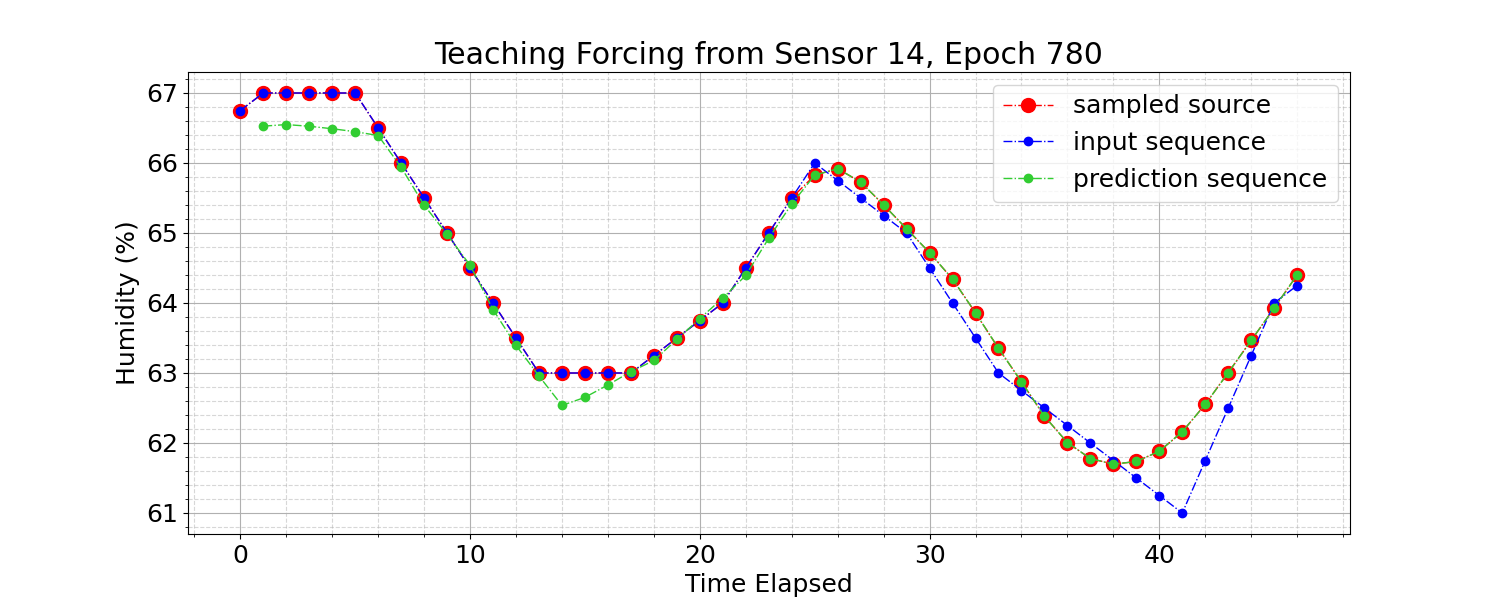 Teaching Forcing from Sensor 14, Epoch 780
67
66
65
64
63
62
61
Humidity (%)
sampled source
input sequence
prediction sequence
0 10 20 30 40
Time Elapsed